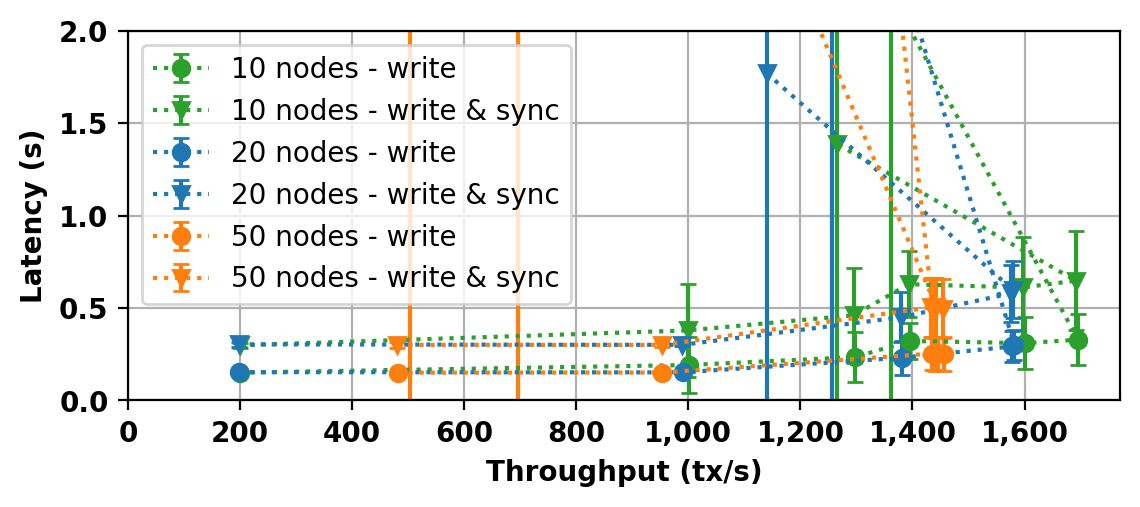 2.0
1.5
1.0
0.5
0.0
Latency (s)
10 nodes - write
10 nodes - write & sync
20 nodes - write
20 nodes - write & sync
50 nodes - write
50 nodes - write & sync
0 200 400 600 800 1,000 1,200 1,400 1,600
Throughput (tx/s)